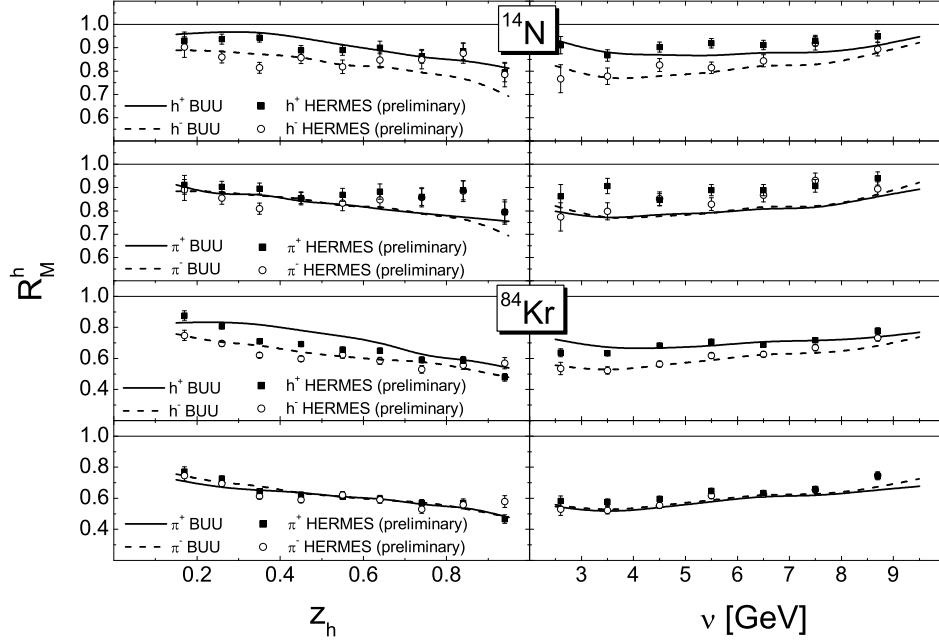 ¹⁴N
1.0
0.9
0.8
0.7
0.6
h⁺ BUU
h⁺ HERMES (preliminary)
h⁻ BUU
h⁻ HERMES (preliminary)
1.0
0.9
0.8
0.7
0.6
π⁺ BUU
π⁺ HERMES (preliminary)
π⁻ BUU
π⁻ HERMES (preliminary)
R_M^h
⁸⁴Kr
1.0
0.8
0.6
0.4
h⁺ BUU
h⁺ HERMES (preliminary)
h⁻ BUU
h⁻ HERMES (preliminary)
1.0
0.8
0.6
0.4
π⁺ BUU
π⁺ HERMES (preliminary)
π⁻ BUU
π⁻ HERMES (preliminary)
0.2 0.4 0.6 0.8 3 4 5 6 7 8 9
z_h ν [GeV]